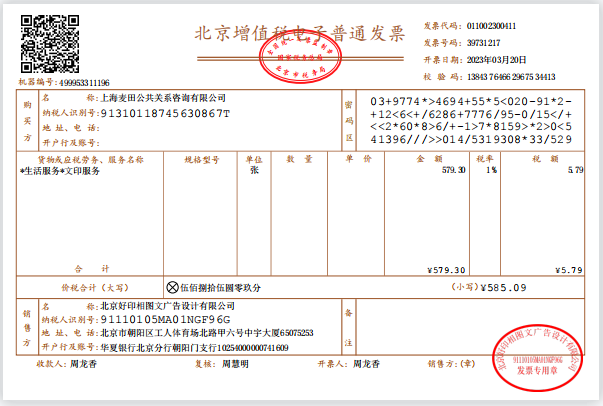 北京增值税电子普通发票
发票代码: 011002300411
发票号码: 39731217
开票日期: 2023年03月20日
校 验 码: 13843 76466 29675 34413
机器编号: 499953311196
购买方
名 称: 上海麦田公共关系咨询有限公司
纳税人识别号: 91310118745630867T
地 址、电 话:
开户行及账号:
密码区
03+9774*>4694+55*5<020-91*2-
+12<6<+/6286+7776/95-0/15</+
<<2*60*8>6/+-1>7*8159>*2>0<5
41396///>>014/5319308*33/529
货物或应税劳务、服务名称 规格型号 单位 数 量 单 价 金 额 税率 税 额
*生活服务*文印服务 张 579.30 1% 5.79
合 计 ¥579.30 ¥5.79
价税合计（大写） ⊗伍佰捌拾伍圆零玖分 （小写）¥585.09
销售方
名 称: 北京好印相图文广告设计有限公司
纳税人识别号: 91110105MA01NGF96G
地 址、电 话: 北京市朝阳区工人体育场北路甲六号中宇大厦65075253
开户行及账号: 华夏银行北京分行朝阳门支行10254000000741609
备注
收款人: 周龙香 复核: 周慧明 开票人: 周龙香 销售方:(章)
北京好印相图文广告设计有限公司
91110105MA01NGF96G
发票专用章
国家税务总局
北京市税务局